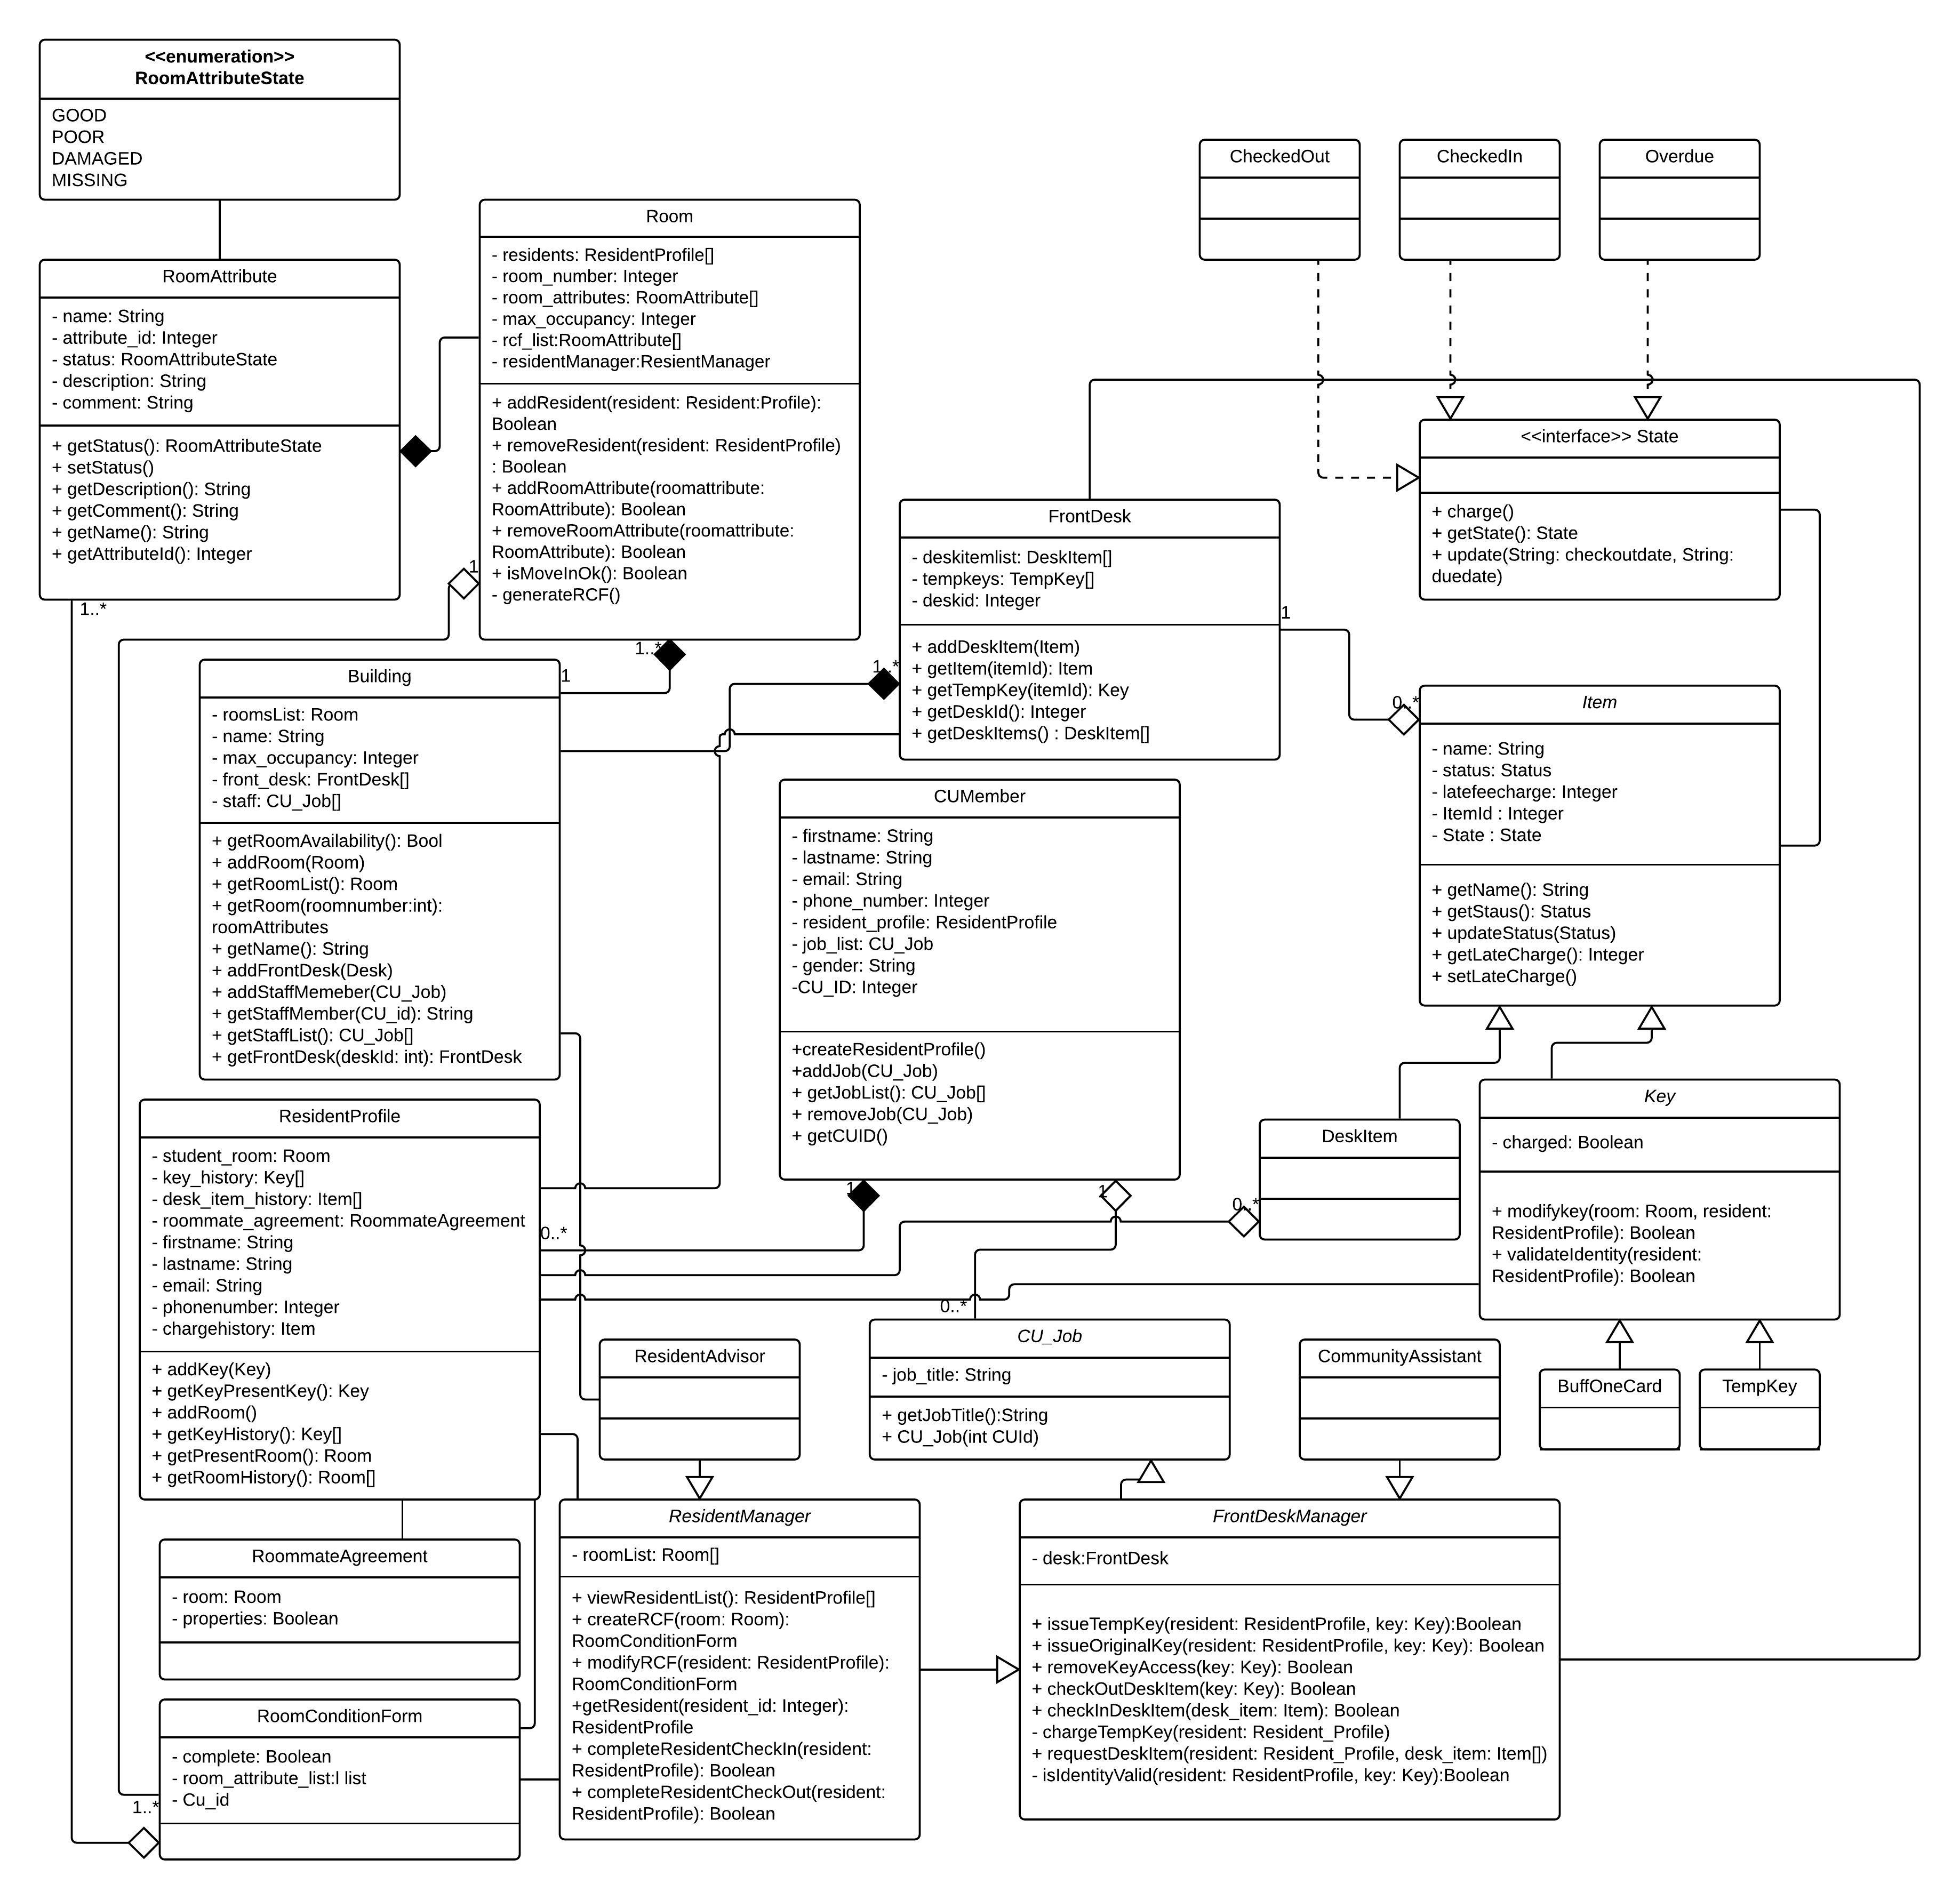 <<enumeration>>
RoomAttributeState
GOOD
POOR
DAMAGED
MISSING
CheckedOut
CheckedIn
Overdue
Room
- residents: ResidentProfile[]
- room_number: Integer
- room_attributes: RoomAttribute[]
- max_occupancy: Integer
- rcf_list:RoomAttribute[]
- residentManager:ResientManager
+ addResident(resident: Resident:Profile):
Boolean
+ removeResident(resident: ResidentProfile)
: Boolean
+ addRoomAttribute(roomattribute:
RoomAttribute): Boolean
+ removeRoomAttribute(roomattribute:
RoomAttribute): Boolean
+ isMoveInOk(): Boolean
- generateRCF()
1
1..*
RoomAttribute
- name: String
- attribute_id: Integer
- status: RoomAttributeState
- description: String
- comment: String
+ getStatus(): RoomAttributeState
+ setStatus()
+ getDescription(): String
+ getComment(): String
+ getName(): String
+ getAttributeId(): Integer
1..*
<<interface>> State
+ charge()
+ getState(): State
+ update(String: checkoutdate, String:
duedate)
FrontDesk
- deskitemlist: DeskItem[]
- tempkeys: TempKey[]
- deskid: Integer
+ addDeskItem(Item)
+ getItem(itemId): Item
+ getTempKey(itemId): Key
+ getDeskId(): Integer
+ getDeskItems() : DeskItem[]
1
1..*
Building
- roomsList: Room
- name: String
- max_occupancy: Integer
- front_desk: FrontDesk[]
- staff: CU_Job[]
+ getRoomAvailability(): Bool
+ addRoom(Room)
+ getRoomList(): Room
+ getRoom(roomnumber:int):
roomAttributes
+ getName(): String
+ addFrontDesk(Desk)
+ addStaffMemeber(CU_Job)
+ getStaffMember(CU_id): String
+ getStaffList(): CU_Job[]
+ getFrontDesk(deskId: int): FrontDesk
1
0..*
Item
- name: String
- status: Status
- latefeecharge: Integer
- ItemId : Integer
- State : State
+ getName(): String
+ getStaus(): Status
+ updateStatus(Status)
+ getLateCharge(): Integer
+ setLateCharge()
CUMember
- firstname: String
- lastname: String
- email: String
- phone_number: Integer
- resident_profile: ResidentProfile
- job_list: CU_Job
- gender: String
-CU_ID: Integer
+createResidentProfile()
+addJob(CU_Job)
+ getJobList(): CU_Job[]
+ removeJob(CU_Job)
+ getCUID()
1
1
ResidentProfile
- student_room: Room
- key_history: Key[]
- desk_item_history: Item[]
- roommate_agreement: RoommateAgreement
- firstname: String
- lastname: String
- email: String
- phonenumber: Integer
- chargehistory: Item
+ addKey(Key)
+ getKeyPresentKey(): Key
+ addRoom()
+ getKeyHistory(): Key[]
+ getPresentRoom(): Room
+ getRoomHistory(): Room[]
0..*
DeskItem
0..*
Key
- charged: Boolean
+ modifykey(room: Room, resident:
ResidentProfile): Boolean
+ validateIdentity(resident:
ResidentProfile): Boolean
0..*
CU_Job
- job_title: String
+ getJobTitle():String
+ CU_Job(int CUId)
ResidentAdvisor
CommunityAssistant
BuffOneCard
TempKey
RoommateAgreement
- room: Room
- properties: Boolean
ResidentManager
- roomList: Room[]
+ viewResidentList(): ResidentProfile[]
+ createRCF(room: Room):
RoomConditionForm
+ modifyRCF(resident: ResidentProfile):
RoomConditionForm
+getResident(resident_id: Integer):
ResidentProfile
+ completeResidentCheckIn(resident:
ResidentProfile): Boolean
+ completeResidentCheckOut(resident:
ResidentProfile): Boolean
FrontDeskManager
- desk:FrontDesk
+ issueTempKey(resident: ResidentProfile, key: Key):Boolean
+ issueOriginalKey(resident: ResidentProfile, key: Key): Boolean
+ removeKeyAccess(key: Key): Boolean
+ checkOutDeskItem(key: Key): Boolean
+ checkInDeskItem(desk_item: Item): Boolean
- chargeTempKey(resident: Resident_Profile)
+ requestDeskItem(resident: Resident_Profile, desk_item: Item[])
- isIdentityValid(resident: ResidentProfile, key: Key):Boolean
RoomConditionForm
- complete: Boolean
- room_attribute_list:l list
- Cu_id
1..*